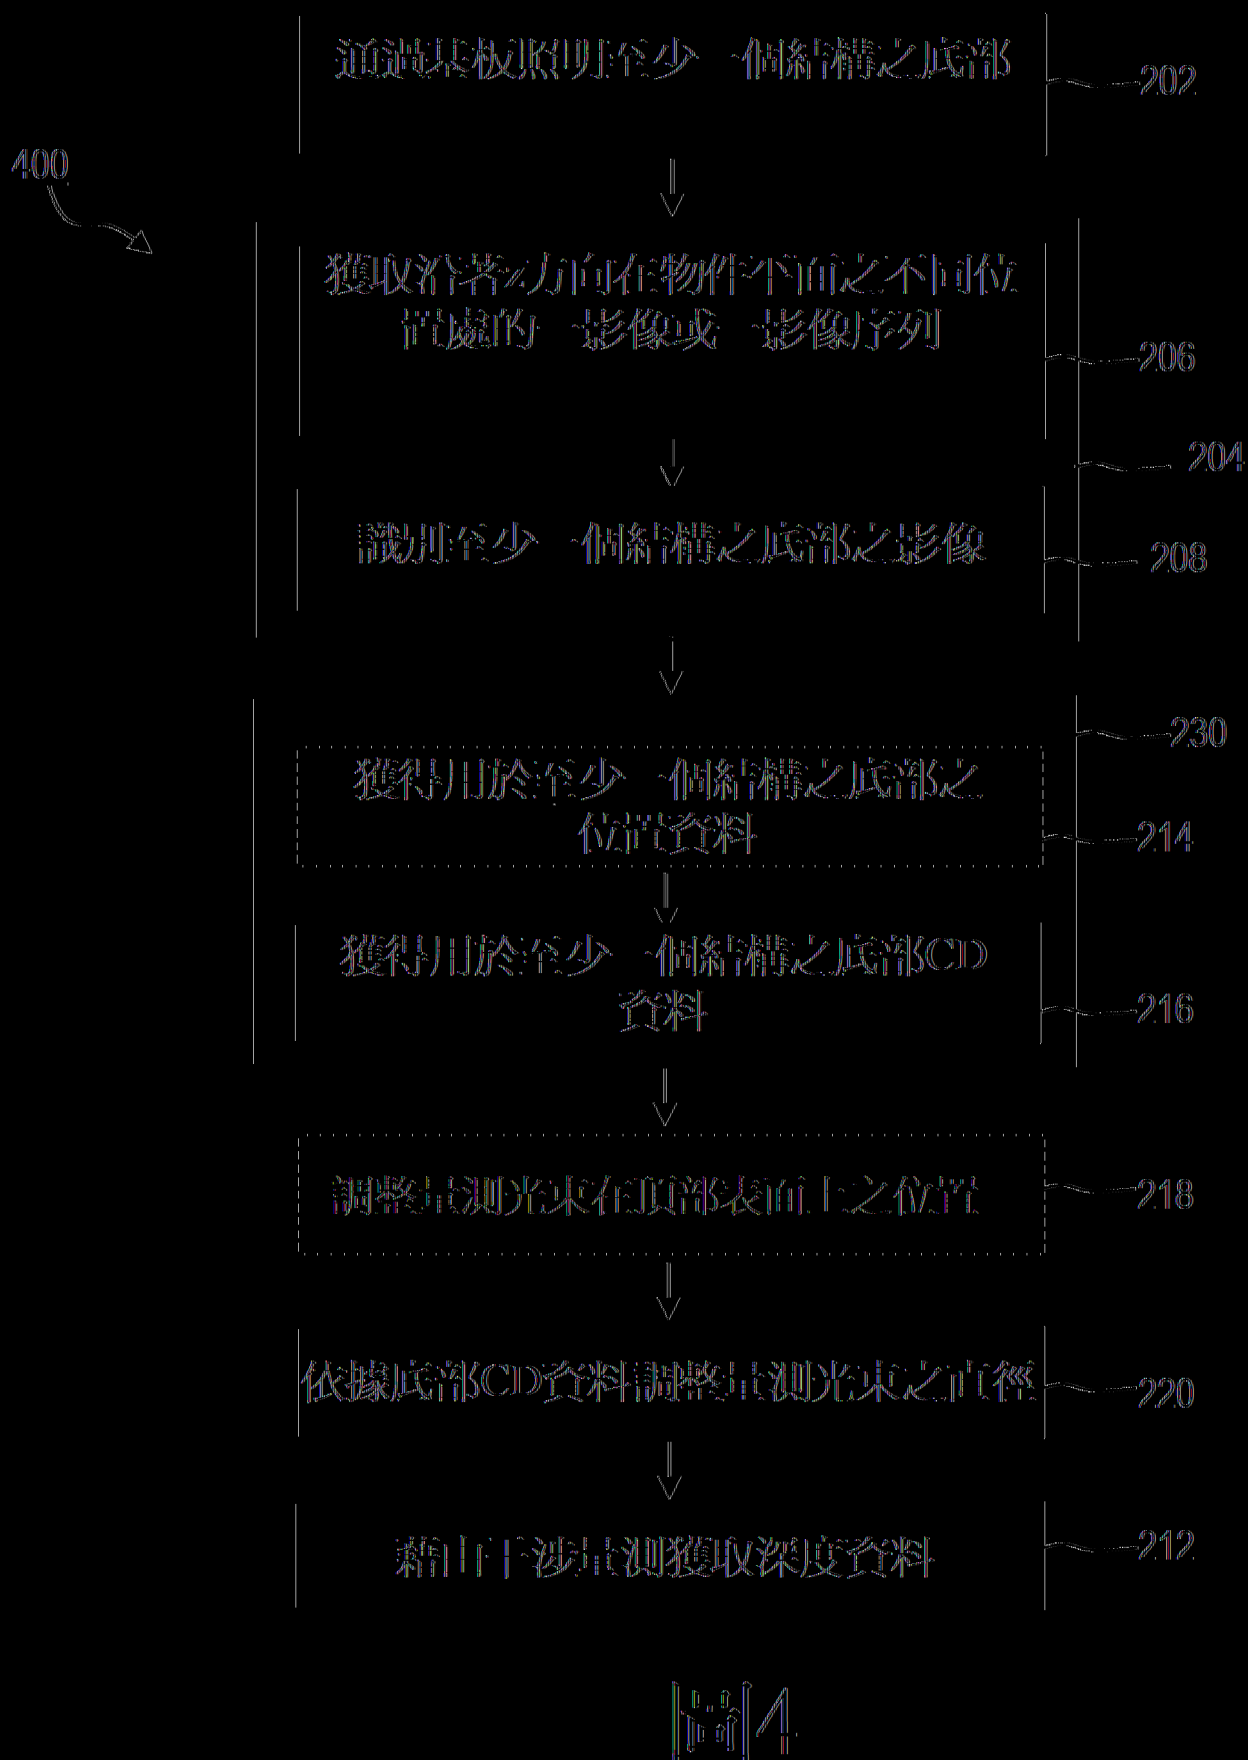 通過基板照明至少一個結構之底部
202
400
獲取沿著z方向在物件平面之不同位
置處的一影像或一影像序列
206
204
識別至少一個結構之底部之影像
208
230
獲得用於至少一個結構之底部之
位置資料
214
獲得用於至少一個結構之底部CD
資料
216
調整量測光束在頂部表面上之位置
218
依據底部CD資料調整量測光束之直徑
220
藉由干涉量測獲取深度資料
212
圖4